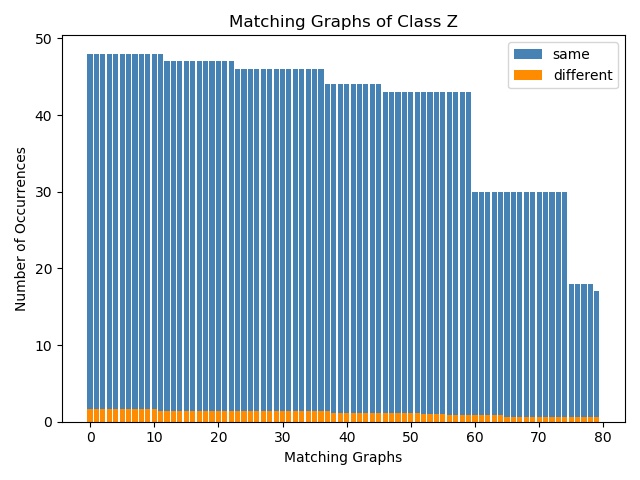 Matching Graphs of Class Z
same
different
Number of Occurrences
50
40
30
20
10
0
0 10 20 30 40 50 60 70 80
Matching Graphs